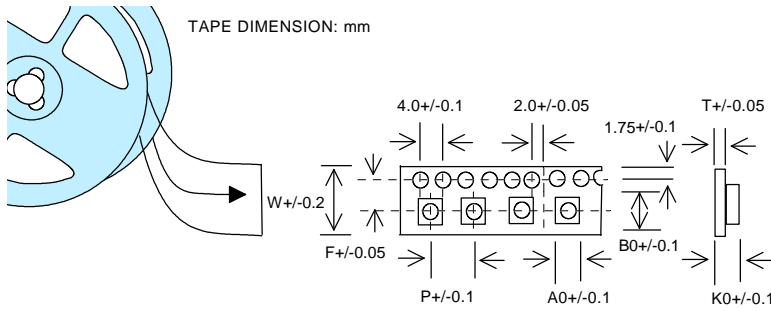 TAPE DIMENSION: mm
4.0+/-0.1
2.0+/-0.05
T+/-0.05
1.75+/-0.1
W+/-0.2
F+/-0.05
B0+/-0.1
P+/-0.1
A0+/-0.1
K0+/-0.1